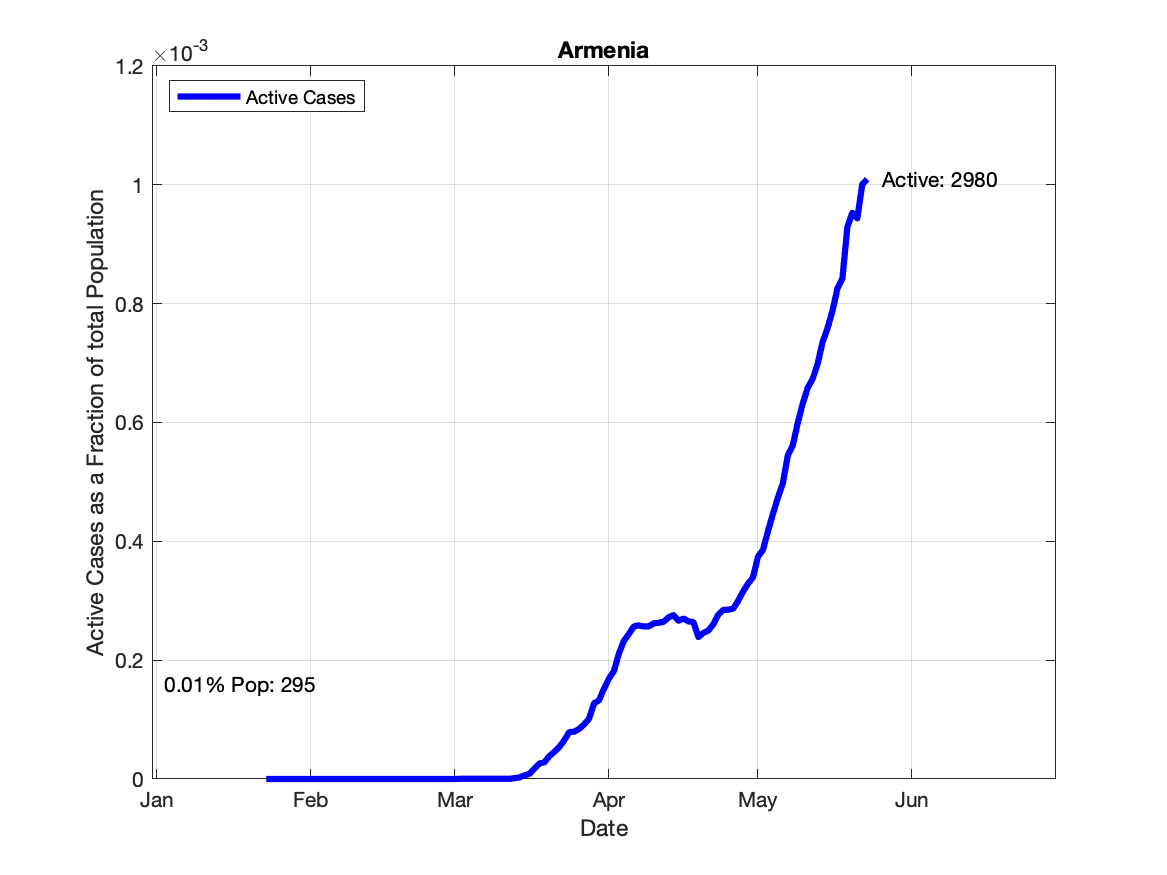 Armenia
×10⁻³
Active Cases
1.2
1
0.8
0.6
0.4
0.2
0
Active Cases as a Fraction of total Population
Active: 2980
0.01% Pop: 295
Jan Feb Mar Apr May Jun
Date